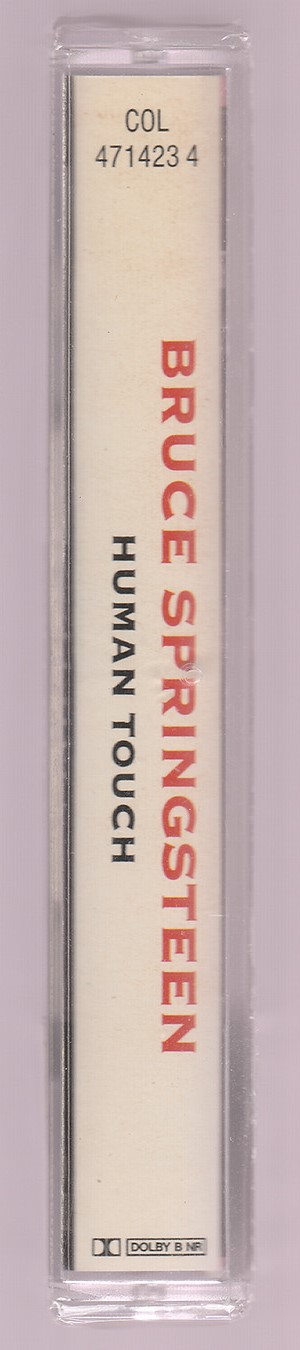 COL
471423 4
BRUCE SPRINGSTEEN
HUMAN TOUCH
DOLBY B NR